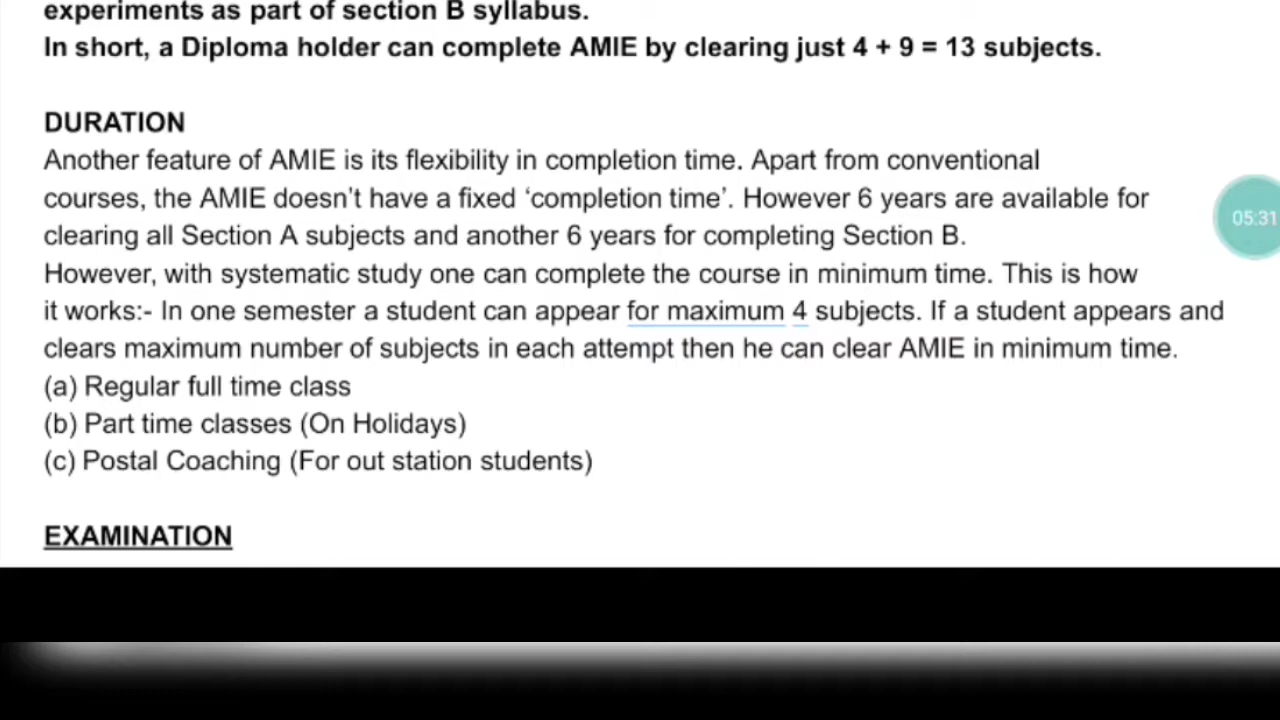 experiments as part of section B syllabus.
In short, a Diploma holder can complete AMIE by clearing just 4 + 9 = 13 subjects.
DURATION
Another feature of AMIE is its flexibility in completion time. Apart from conventional
courses, the AMIE doesn't have a fixed ‘completion time’. However 6 years are available for
clearing all Section A subjects and another 6 years for completing Section B.
However, with systematic study one can complete the course in minimum time. This is how
it works:- In one semester a student can appear for maximum 4 subjects. If a student appears and
clears maximum number of subjects in each attempt then he can clear AMIE in minimum time.
(a) Regular full time class
(b) Part time classes (On Holidays)
(c) Postal Coaching (For out station students)
EXAMINATION
05:31